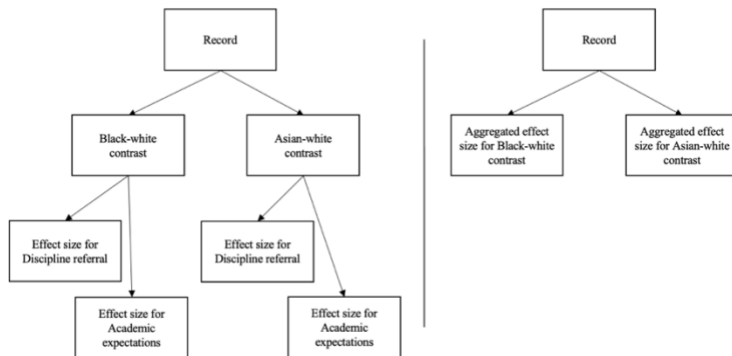 Record
Black-white
contrast
Asian-white
contrast
Effect size for
Discipline referral
Effect size for
Discipline referral
Effect size for
Academic
expectations
Effect size for
Academic
expectations
Record
Aggregated effect
size for Black-white
contrast
Aggregated effect
size for Asian-white
contrast